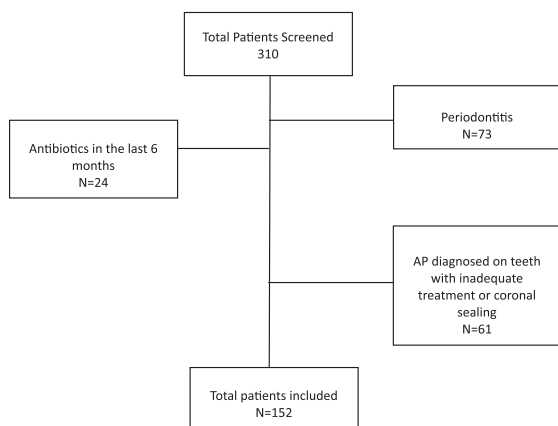 Total Patients Screened
310
Periodontitis
N=73
Antibiotics in the last 6
months
N=24
AP diagnosed on teeth
with inadequate
treatment or coronal
sealing
N=61
Total patients included
N=152